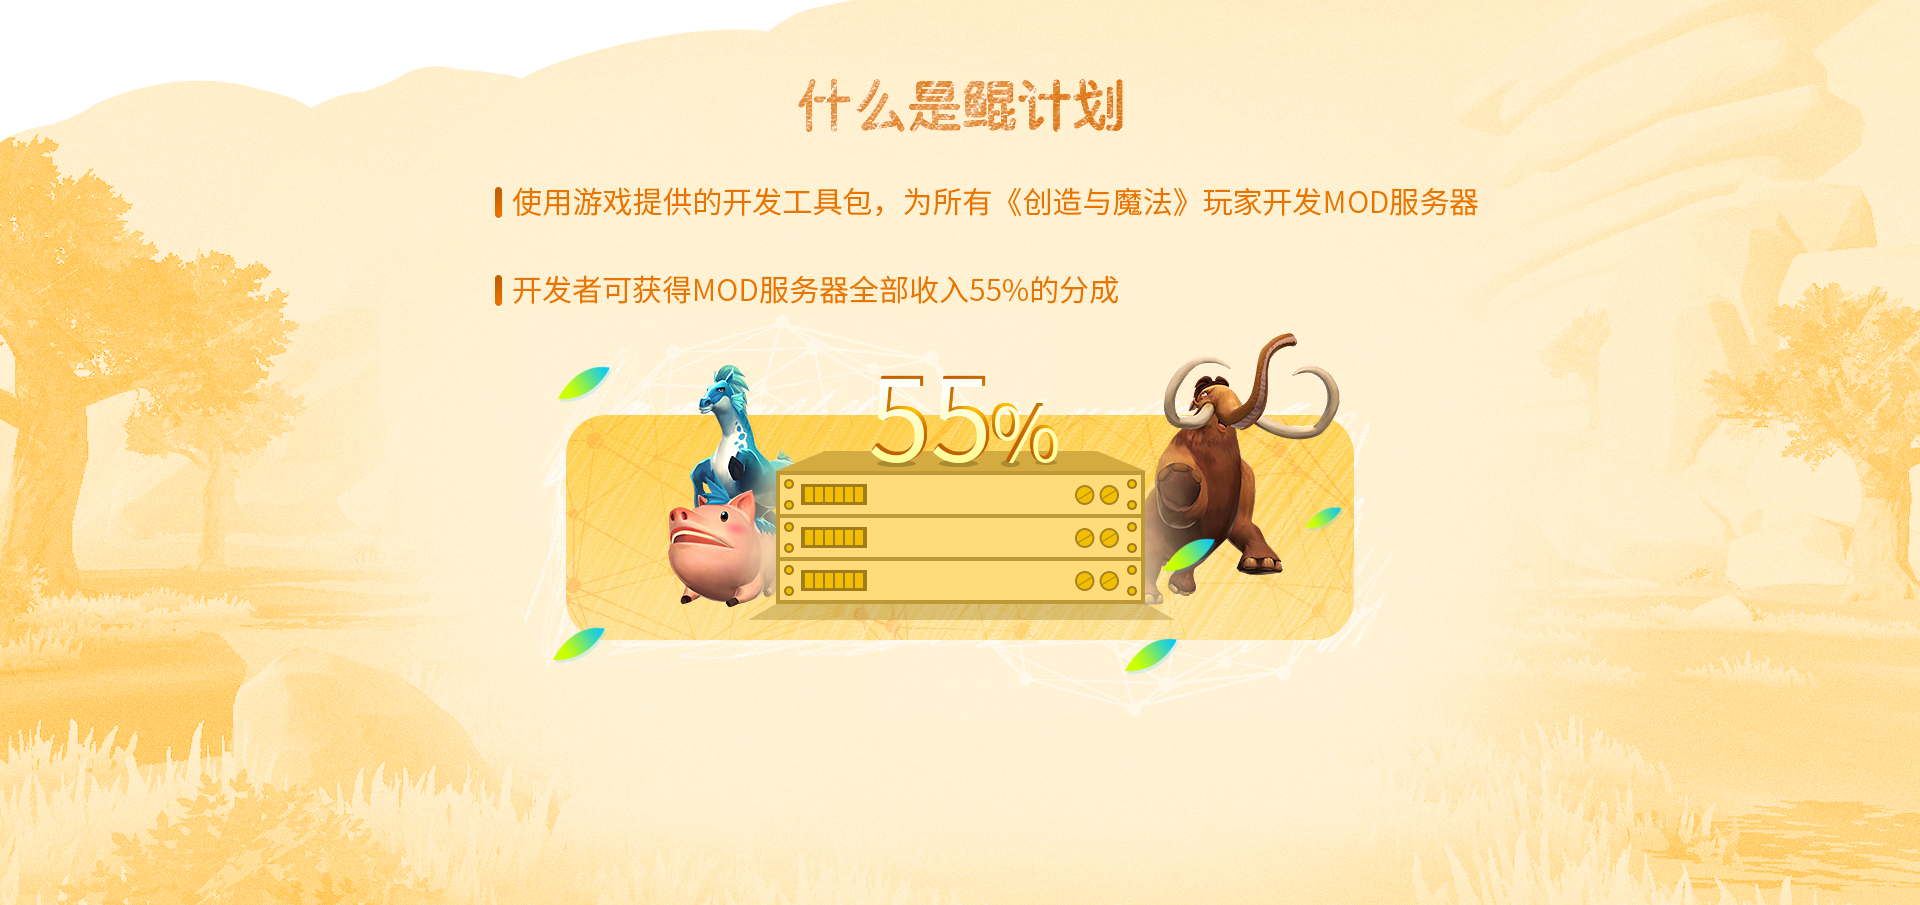 什么是鲲计划
使用游戏提供的开发工具包，为所有《创造与魔法》玩家开发MOD服务器
开发者可获得MOD服务器全部收入55%的分成
55%